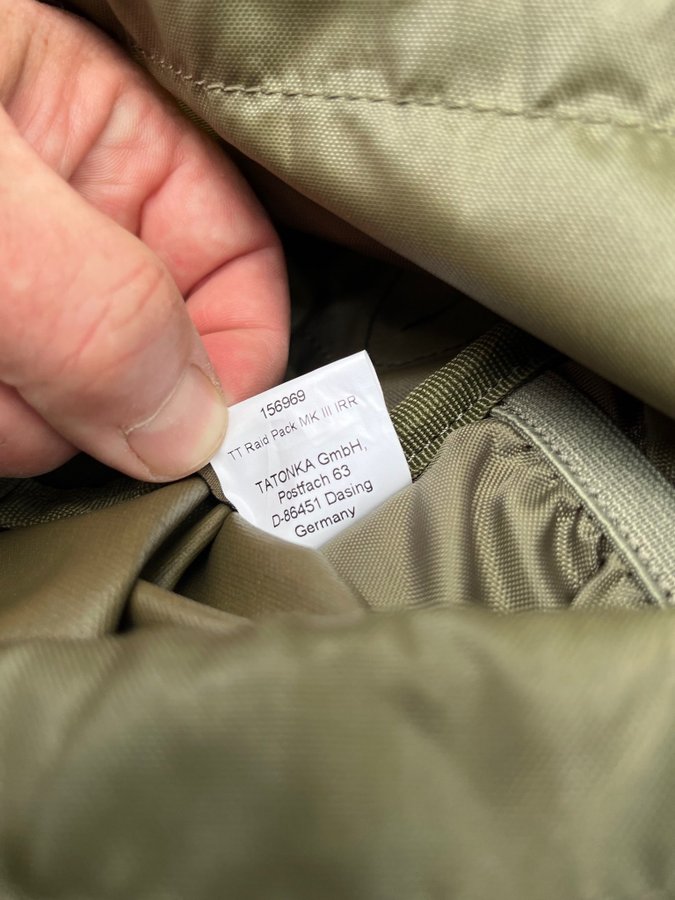 156969
TT Raid Pack MK III IRR
TATONKA GmbH,
Postfach 63
D-86451 Dasing
Germany